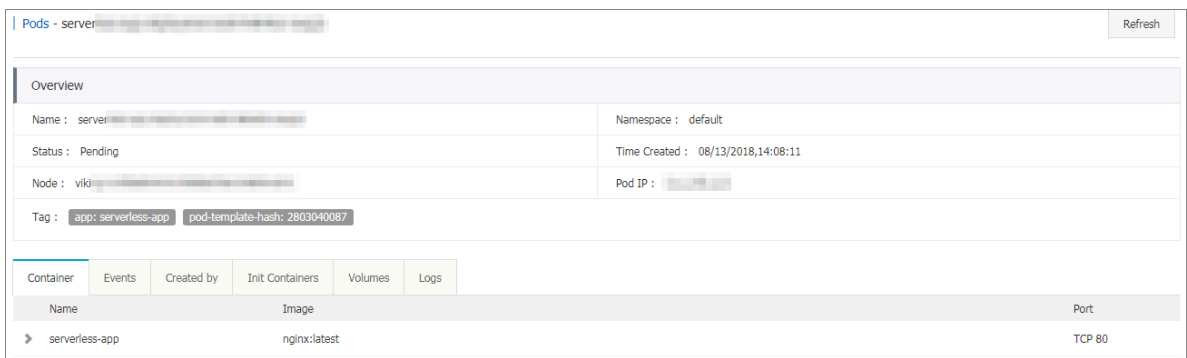 Pods - server
Refresh
Overview
Name : server
Namespace : default
Status : Pending
Time Created : 08/13/2018,14:08:11
Node : viki
Pod IP :
Tag : app: serverless-app pod-template-hash: 2803040087
Container Events Created by Init Containers Volumes Logs
Name Image Port
serverless-app nginx:latest TCP 80